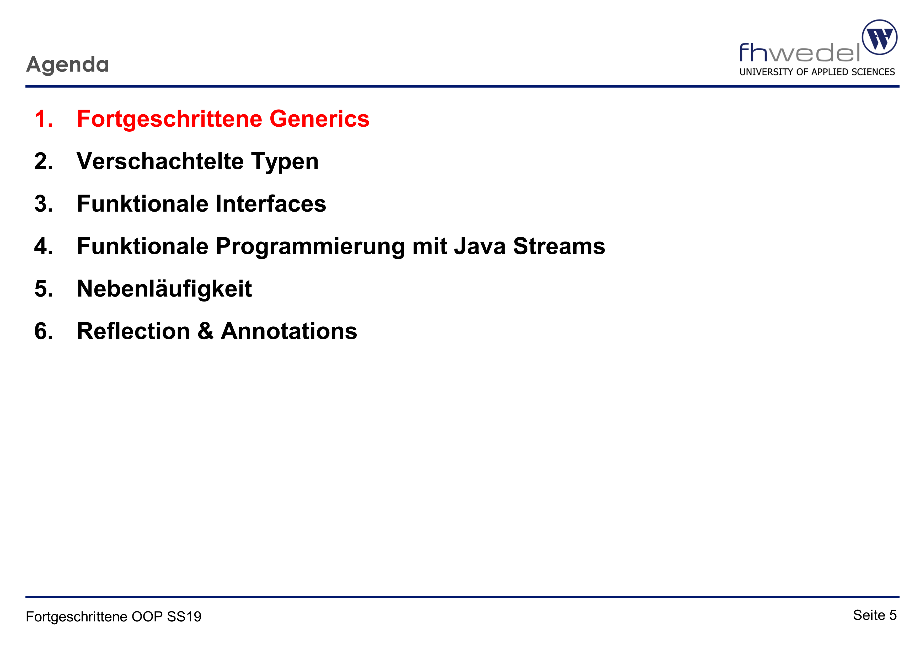 Agenda
fhwedel
W
UNIVERSITY OF APPLIED SCIENCES
1. Fortgeschrittene Generics
2. Verschachtelte Typen
3. Funktionale Interfaces
4. Funktionale Programmierung mit Java Streams
5. Nebenläufigkeit
6. Reflection & Annotations
Fortgeschrittene OOP SS19
Seite 5